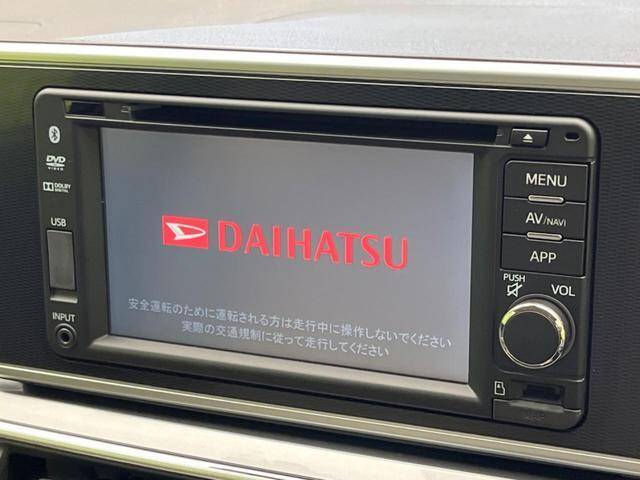 DVD
VIDEO
DOLBY
DIGITAL
USB
INPUT
DAIHATSU
安全運転のために運転される方は走行中に操作しないでください
実際の交通規制に従って走行してください
MENU
AV/NAVI
APP
PUSH
VOL